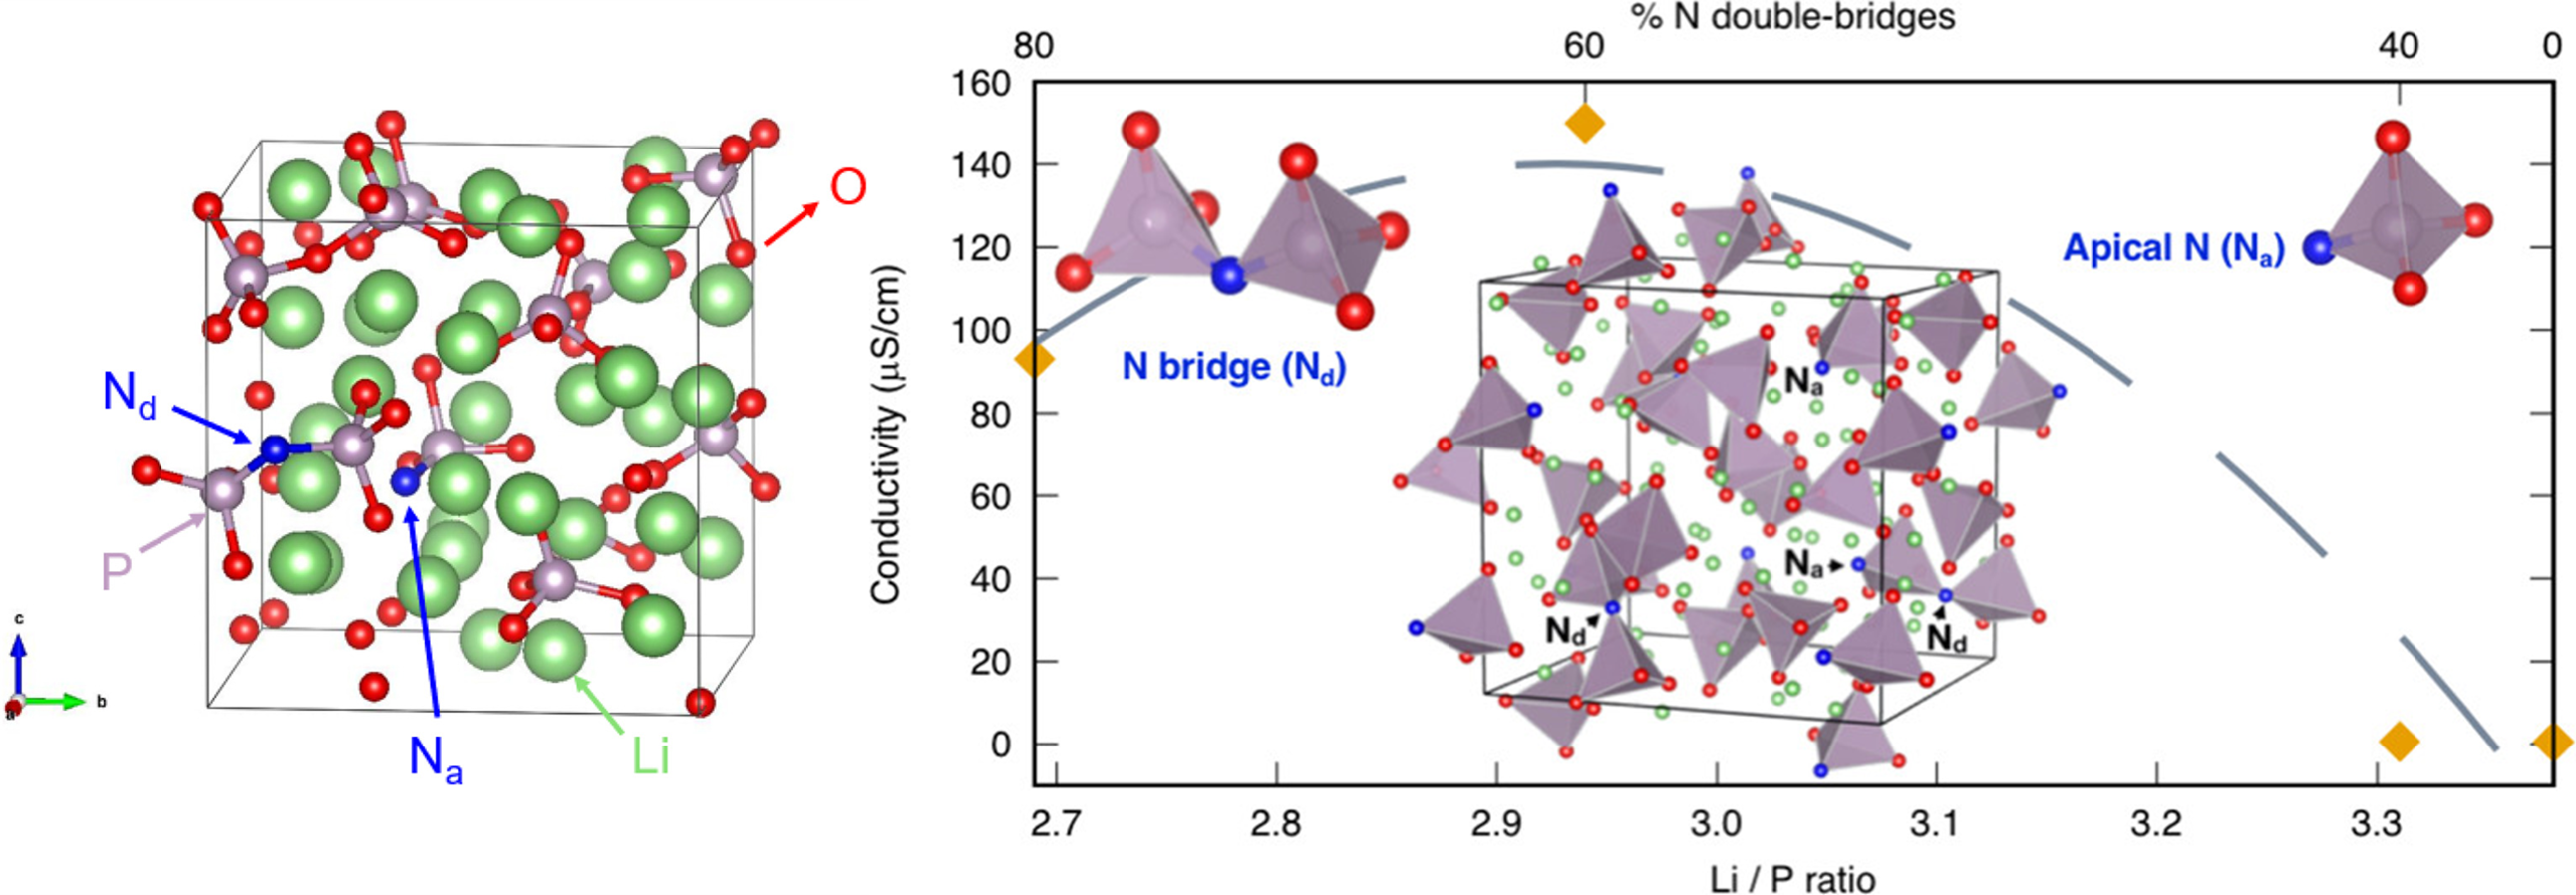 O
N_d
P
N_a
Li
c
b
a
% N double-bridges
80 60 40 0
160
140
120
100
80
60
40
20
0
Conductivity (μS/cm)
N bridge (N_d)
Apical N (N_a)
N_a
N_a
N_d
N_d
2.7 2.8 2.9 3.0 3.1 3.2 3.3
Li / P ratio